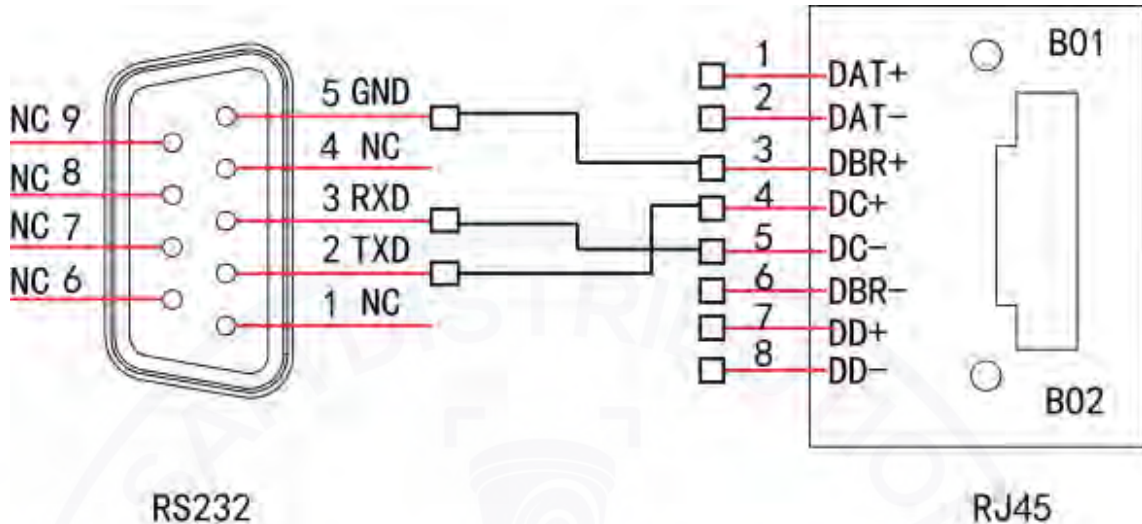 NC 9
NC 8
NC 7
NC 6
5 GND
4 NC
3 RXD
2 TXD
1 NC
1 DAT+
2 DAT-
3 DBR+
4 DC+
5 DC-
6 DBR-
7 DD+
8 DD-
B01
B02
RS232
RJ45